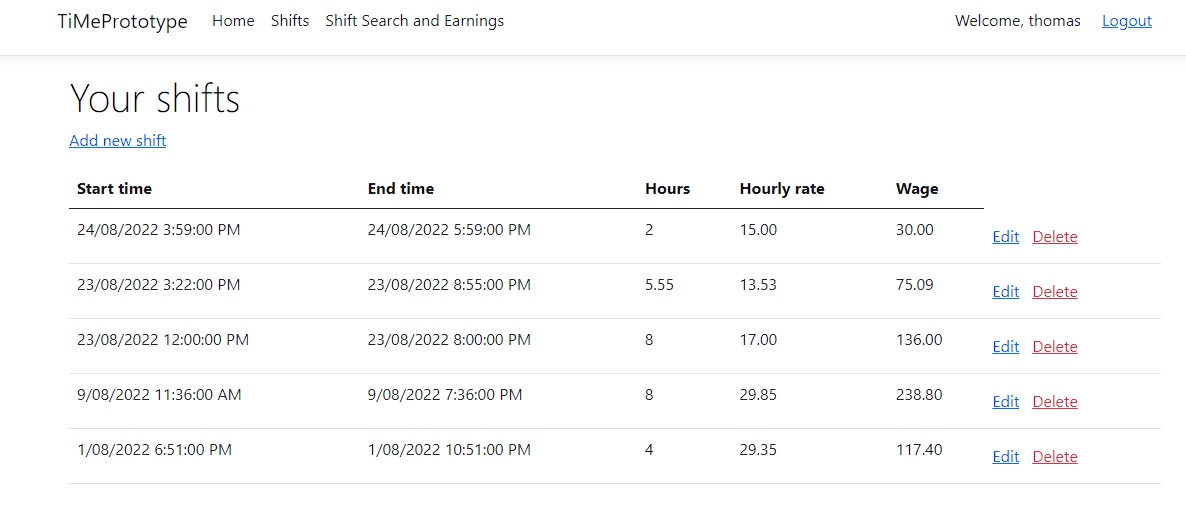 TiMePrototype Home Shifts Shift Search and Earnings Welcome, thomas Logout
Your shifts
Add new shift
Start time End time Hours Hourly rate Wage
24/08/2022 3:59:00 PM 24/08/2022 5:59:00 PM 2 15.00 30.00 Edit Delete
23/08/2022 3:22:00 PM 23/08/2022 8:55:00 PM 5.55 13.53 75.09 Edit Delete
23/08/2022 12:00:00 PM 23/08/2022 8:00:00 PM 8 17.00 136.00 Edit Delete
9/08/2022 11:36:00 AM 9/08/2022 7:36:00 PM 8 29.85 238.80 Edit Delete
1/08/2022 6:51:00 PM 1/08/2022 10:51:00 PM 4 29.35 117.40 Edit Delete